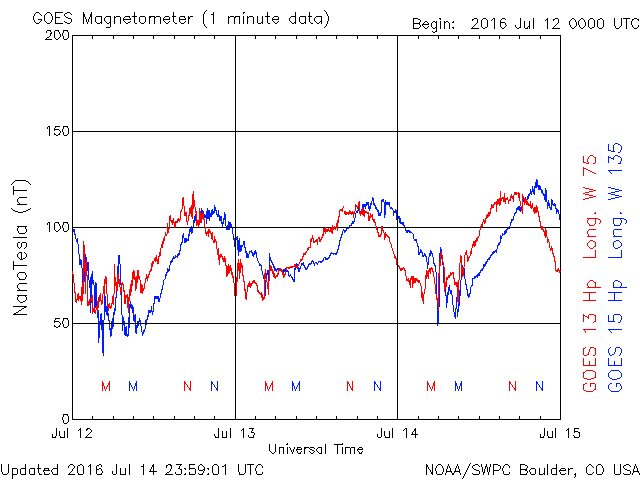 GOES Magnetometer (1 minute data)
Begin: 2016 Jul 12 0000 UTC
200
150
100
50
0
NanoTesla (nT)
M M N N M M N N M M N N
Jul 12 Jul 13 Jul 14 Jul 15
Universal Time
GOES 13 Hp Long. W 75
GOES 15 Hp Long. W 135
Updated 2016 Jul 14 23:59:01 UTC
NOAA/SWPC Boulder, CO USA